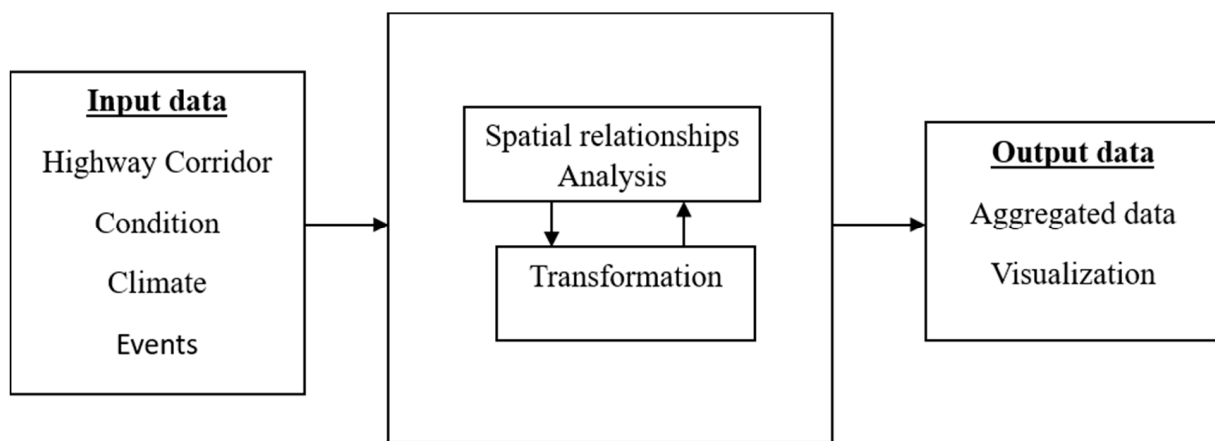 Input data
Highway Corridor
Condition
Climate
Events
Spatial relationships
Analysis
Transformation
Output data
Aggregated data
Visualization